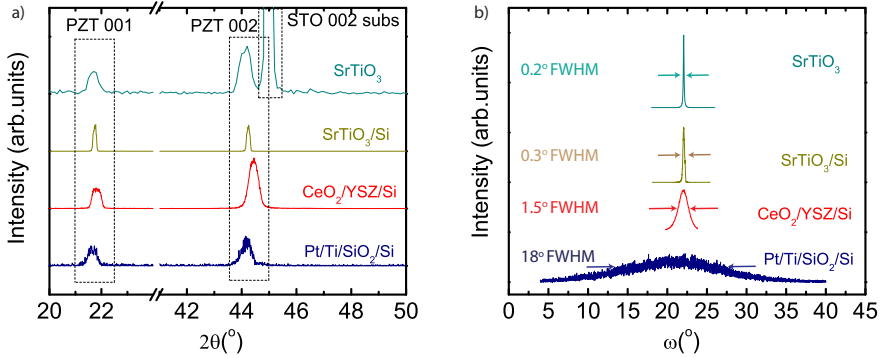 a)
PZT 001
PZT 002
STO 002 subs
SrTiO₃
SrTiO₃/Si
CeO₂/YSZ/Si
Pt/Ti/SiO₂/Si
Intensity (arb.units)
20 22 42 44 46 48 50
2θ(°)
b)
0.2° FWHM
SrTiO₃
0.3° FWHM
SrTiO₃/Si
1.5° FWHM
CeO₂/YSZ/Si
18° FWHM
Pt/Ti/SiO₂/Si
Intensity (arb.units)
0 5 10 15 20 25 30 35 40 45
ω(°)